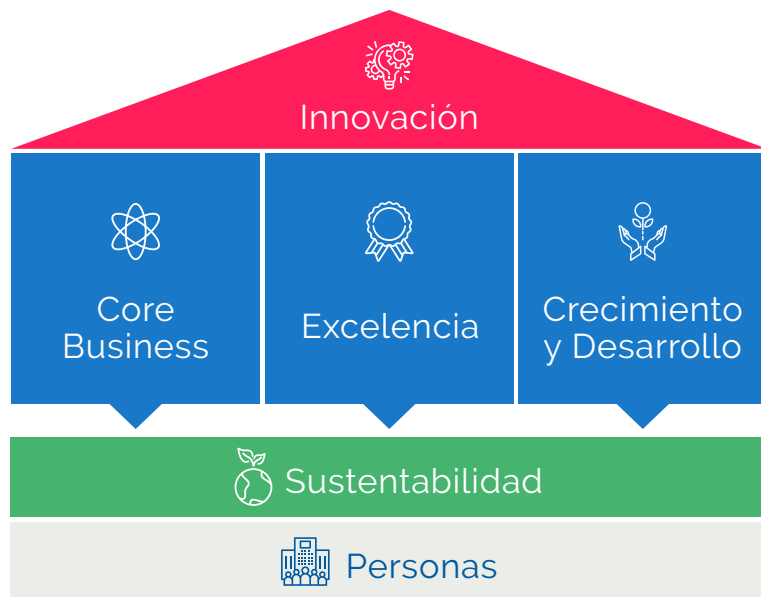 Innovación
Core
Business
Excelencia
Crecimiento
y Desarrollo
Sustentabilidad
Personas